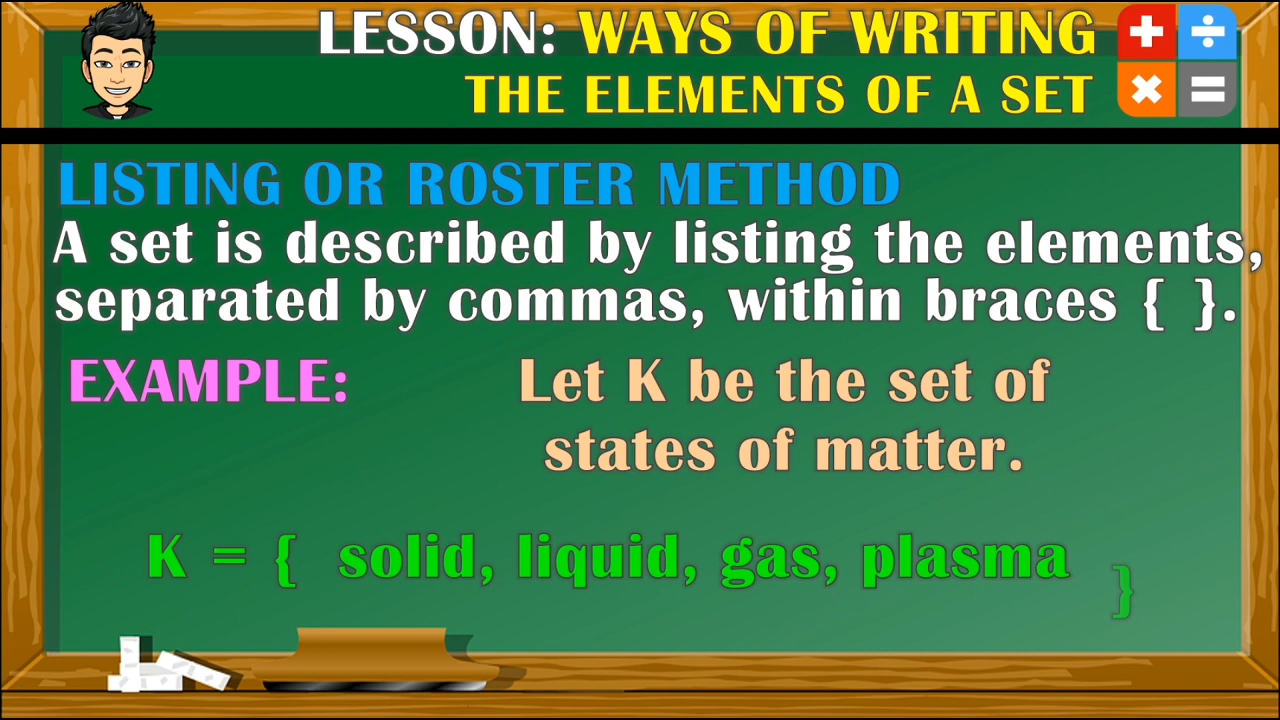 LESSON: WAYS OF WRITING
THE ELEMENTS OF A SET
LISTING OR ROSTER METHOD
A set is described by listing the elements,
separated by commas, within braces { }.
EXAMPLE:
Let K be the set of
states of matter.
K = { solid, liquid, gas, plasma }